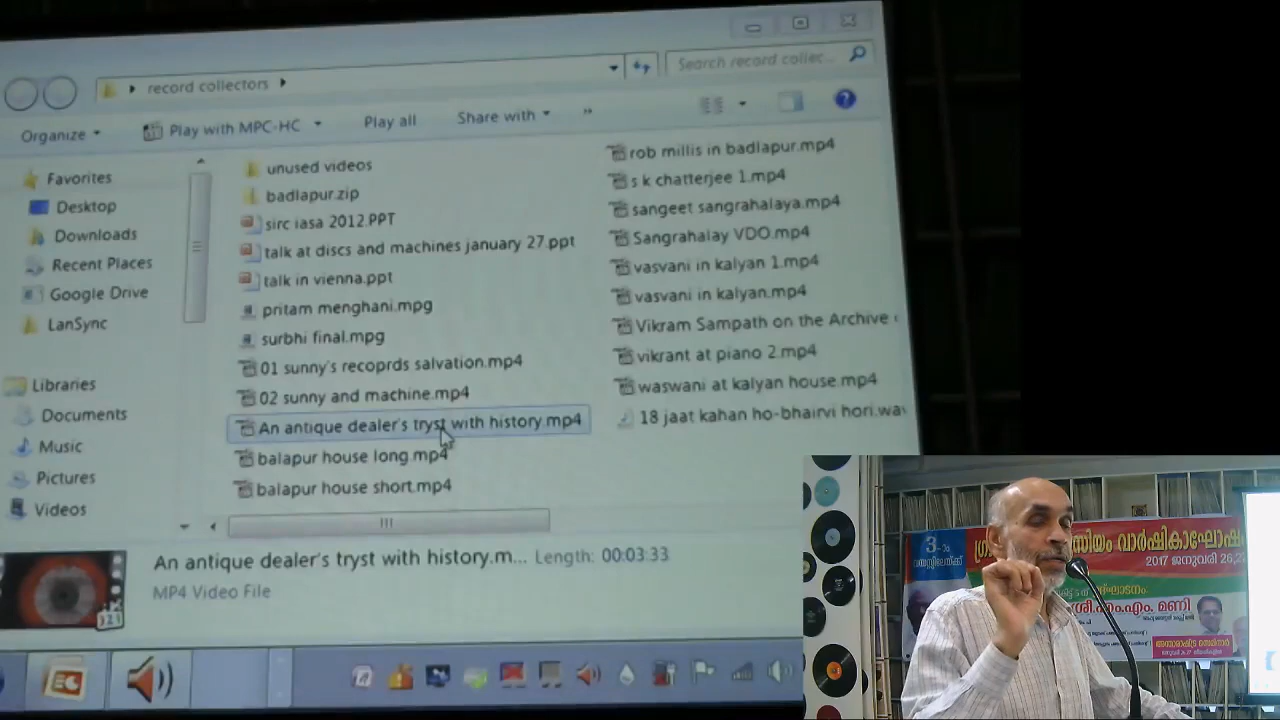 record collectors
Search record collec...
Organize
Play with MPC-HC
Play all
Share with
»
Favorites
Desktop
Downloads
Recent Places
Google Drive
LanSync
Libraries
Documents
Music
Pictures
Videos
unused videos
badlapur.zip
sirc iasa 2012.PPT
talk at discs and machines january 27.ppt
talk in vienna.ppt
pritam menghani.mpg
surbhi final.mpg
01 sunny's recoprds salvation.mp4
02 sunny and machine.mp4
An antique dealer's tryst with history.mp4
balapur house long.mp4
balapur house short.mp4
rob millis in badlapur.mp4
s k chatterjee 1.mp4
sangeet sangrahalaya.mp4
Sangrahalay VDO.mp4
vasvani in kalyan 1.mp4
vasvani in kalyan.mp4
Vikram Sampath on the Archive
vikrant at piano 2.mp4
waswani at kalyan house.mp4
18 jaat kahan ho-bhairvi hori.wa
An antique dealer's tryst with history.m... Length: 00:03:33
MP4 Video File
321
3-ാം
വാർഷികാഘോഷം
2017 ജനുവരി 26,2
ശ്രീ.എം.എം. മണി